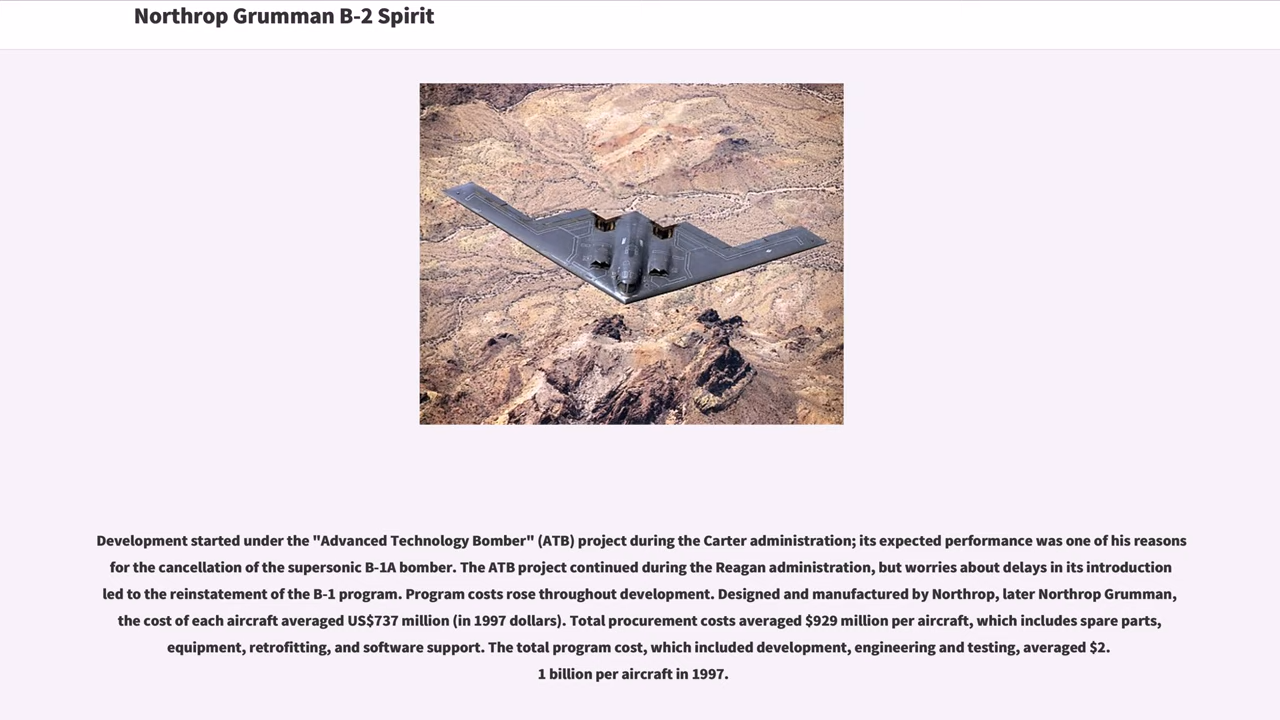 Northrop Grumman B-2 Spirit
Development started under the "Advanced Technology Bomber" (ATB) project during the Carter administration; its expected performance was one of his reasons
for the cancellation of the supersonic B-1A bomber. The ATB project continued during the Reagan administration, but worries about delays in its introduction
led to the reinstatement of the B-1 program. Program costs rose throughout development. Designed and manufactured by Northrop, later Northrop Grumman,
the cost of each aircraft averaged US$737 million (in 1997 dollars). Total procurement costs averaged $929 million per aircraft, which includes spare parts,
equipment, retrofitting, and software support. The total program cost, which included development, engineering and testing, averaged $2.
1 billion per aircraft in 1997.